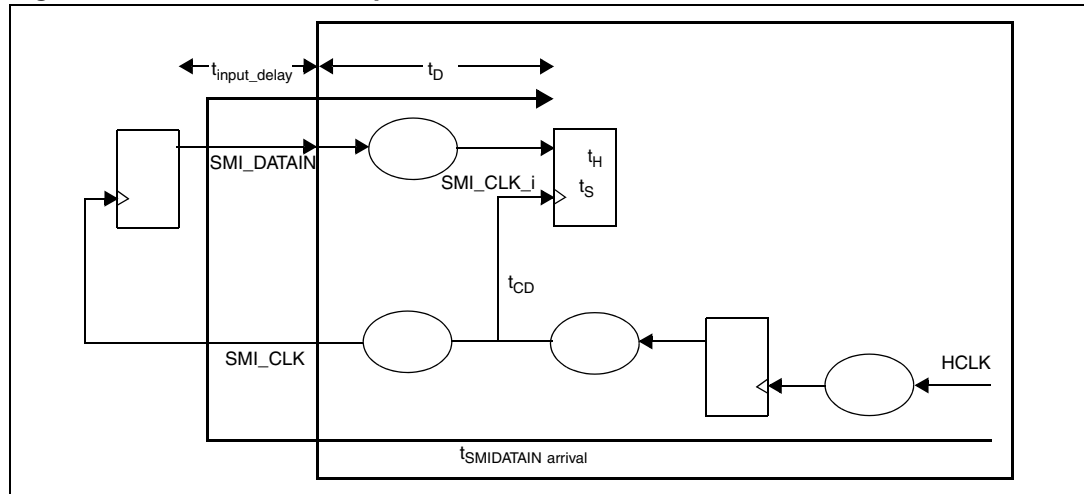 t_input_delay
t_D
SMI_DATAIN
t_H
SMI_CLK_i
t_S
t_CD
SMI_CLK
HCLK
t_SMIDATAIN arrival